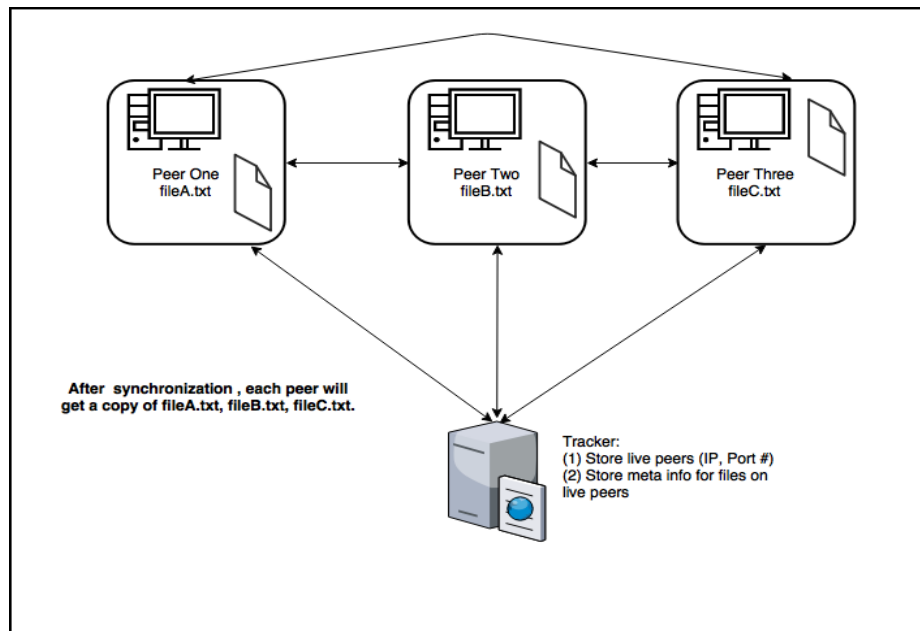 Peer One
fileA.txt
Peer Two
fileB.txt
Peer Three
fileC.txt
After synchronization , each peer will
get a copy of fileA.txt, fileB.txt, fileC.txt.
Tracker:
(1) Store live peers (IP, Port #)
(2) Store meta info for files on
live peers